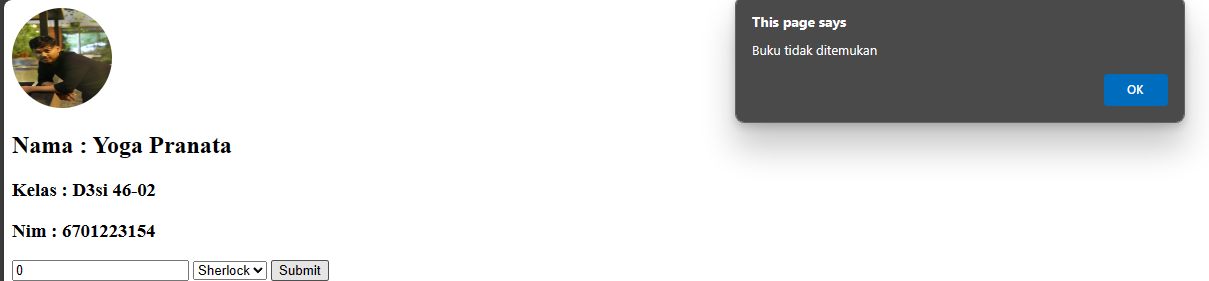 This page says
Buku tidak ditemukan
OK
Nama : Yoga Pranata
Kelas : D3si 46-02
Nim : 6701223154
0 Sherlock Submit